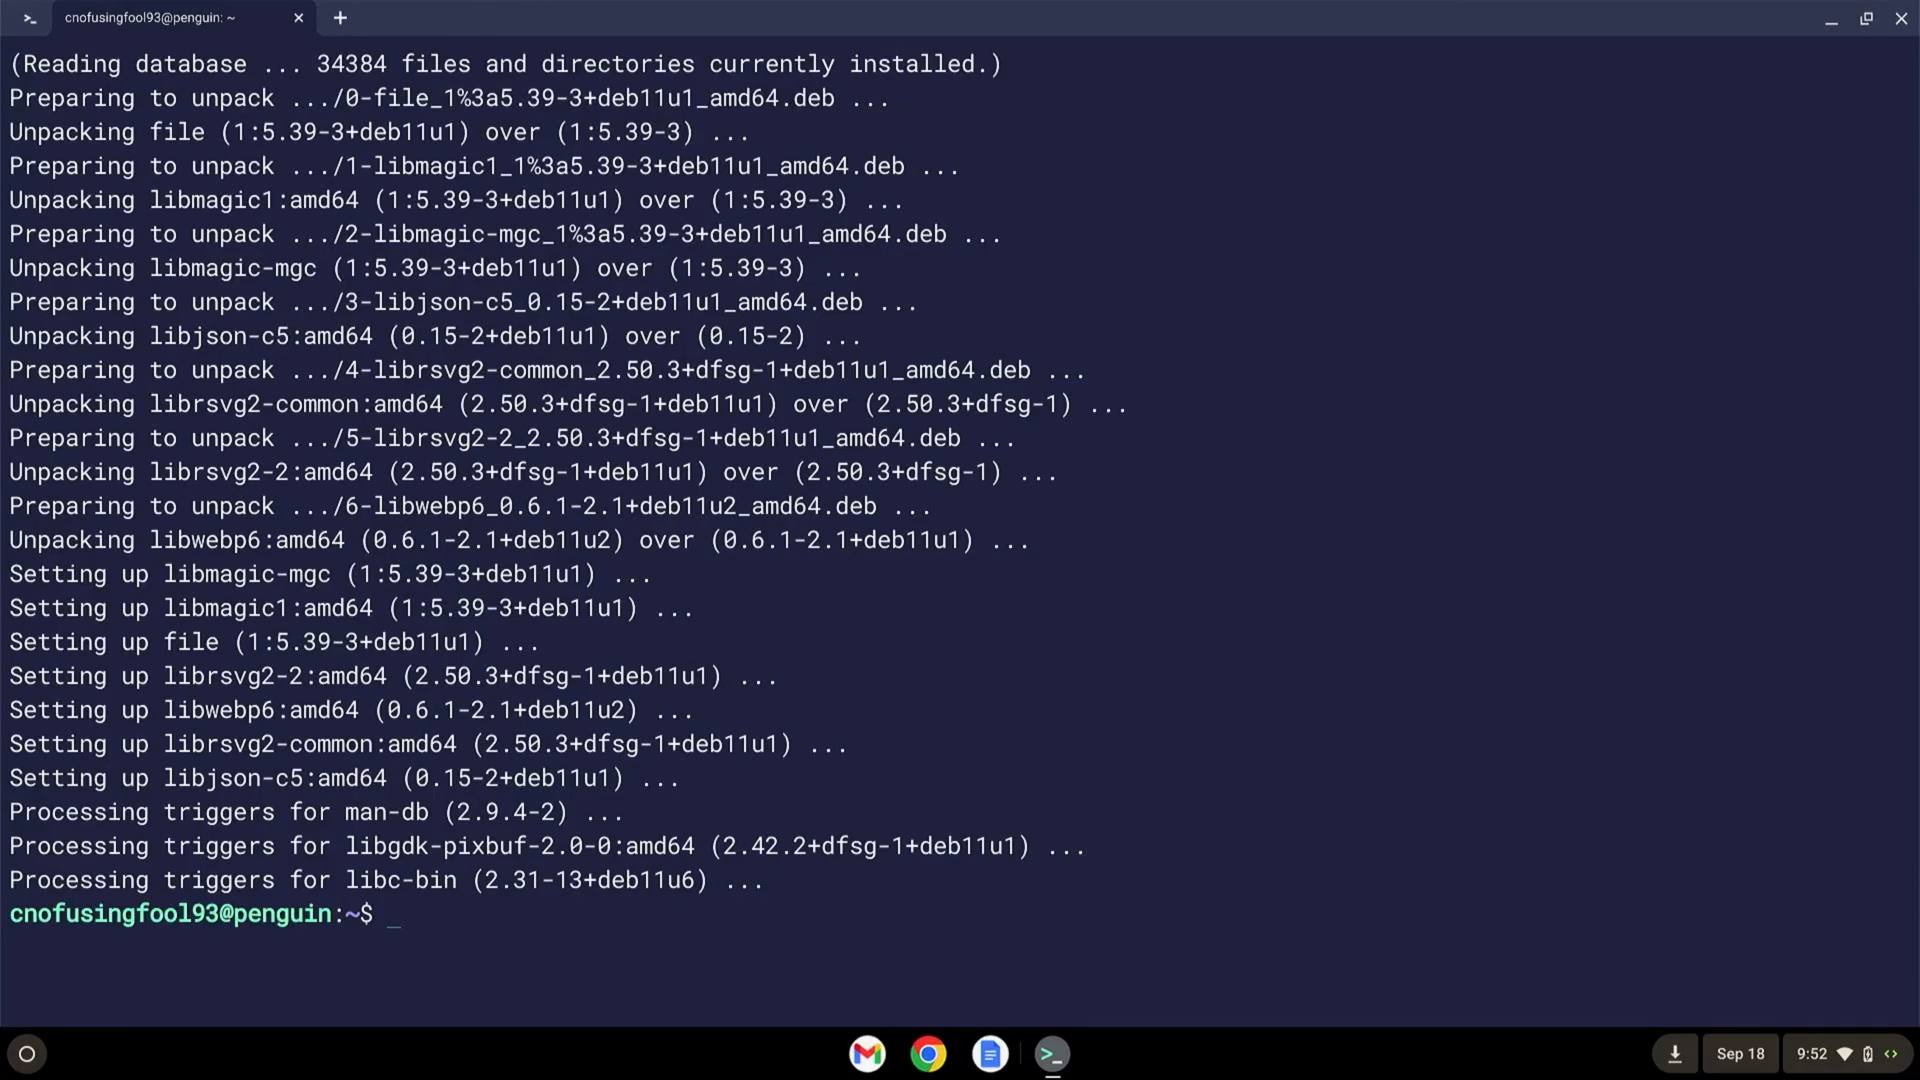 cnofusingfool93@penguin: ~
(Reading database ... 34384 files and directories currently installed.)
Preparing to unpack .../0-file_1%3a5.39-3+deb11u1_amd64.deb ...
Unpacking file (1:5.39-3+deb11u1) over (1:5.39-3) ...
Preparing to unpack .../1-libmagic1_1%3a5.39-3+deb11u1_amd64.deb ...
Unpacking libmagic1:amd64 (1:5.39-3+deb11u1) over (1:5.39-3) ...
Preparing to unpack .../2-libmagic-mgc_1%3a5.39-3+deb11u1_amd64.deb ...
Unpacking libmagic-mgc (1:5.39-3+deb11u1) over (1:5.39-3) ...
Preparing to unpack .../3-libjson-c5_0.15-2+deb11u1_amd64.deb ...
Unpacking libjson-c5:amd64 (0.15-2+deb11u1) over (0.15-2) ...
Preparing to unpack .../4-librsvg2-common_2.50.3+dfsg-1+deb11u1_amd64.deb ...
Unpacking librsvg2-common:amd64 (2.50.3+dfsg-1+deb11u1) over (2.50.3+dfsg-1) ...
Preparing to unpack .../5-librsvg2-2_2.50.3+dfsg-1+deb11u1_amd64.deb ...
Unpacking librsvg2-2:amd64 (2.50.3+dfsg-1+deb11u1) over (2.50.3+dfsg-1) ...
Preparing to unpack .../6-libwebp6_0.6.1-2.1+deb11u2_amd64.deb ...
Unpacking libwebp6:amd64 (0.6.1-2.1+deb11u2) over (0.6.1-2.1+deb11u1) ...
Setting up libmagic-mgc (1:5.39-3+deb11u1) ...
Setting up libmagic1:amd64 (1:5.39-3+deb11u1) ...
Setting up file (1:5.39-3+deb11u1) ...
Setting up librsvg2-2:amd64 (2.50.3+dfsg-1+deb11u1) ...
Setting up libwebp6:amd64 (0.6.1-2.1+deb11u2) ...
Setting up librsvg2-common:amd64 (2.50.3+dfsg-1+deb11u1) ...
Setting up libjson-c5:amd64 (0.15-2+deb11u1) ...
Processing triggers for man-db (2.9.4-2) ...
Processing triggers for libgdk-pixbuf-2.0-0:amd64 (2.42.2+dfsg-1+deb11u1) ...
Processing triggers for libc-bin (2.31-13+deb11u6) ...
cnofusingfool93@penguin:~$ _
Sep 18
9:52